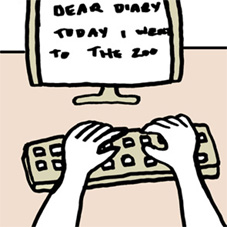 DEAR DIARY
TODAY I WENT
TO THE ZOO